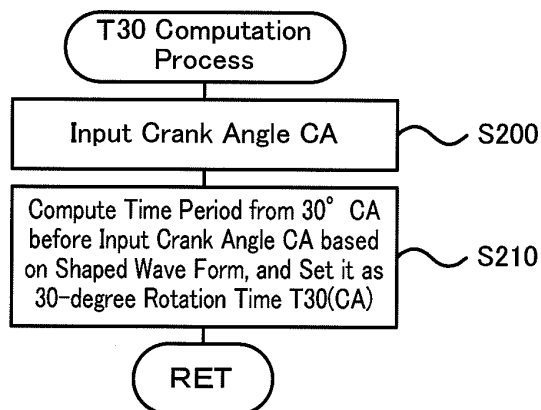 T30 Computation
Process
Input Crank Angle CA
S200
Compute Time Period from 30° CA
before Input Crank Angle CA based
on Shaped Wave Form, and Set it as
30-degree Rotation Time T30(CA)
S210
RET